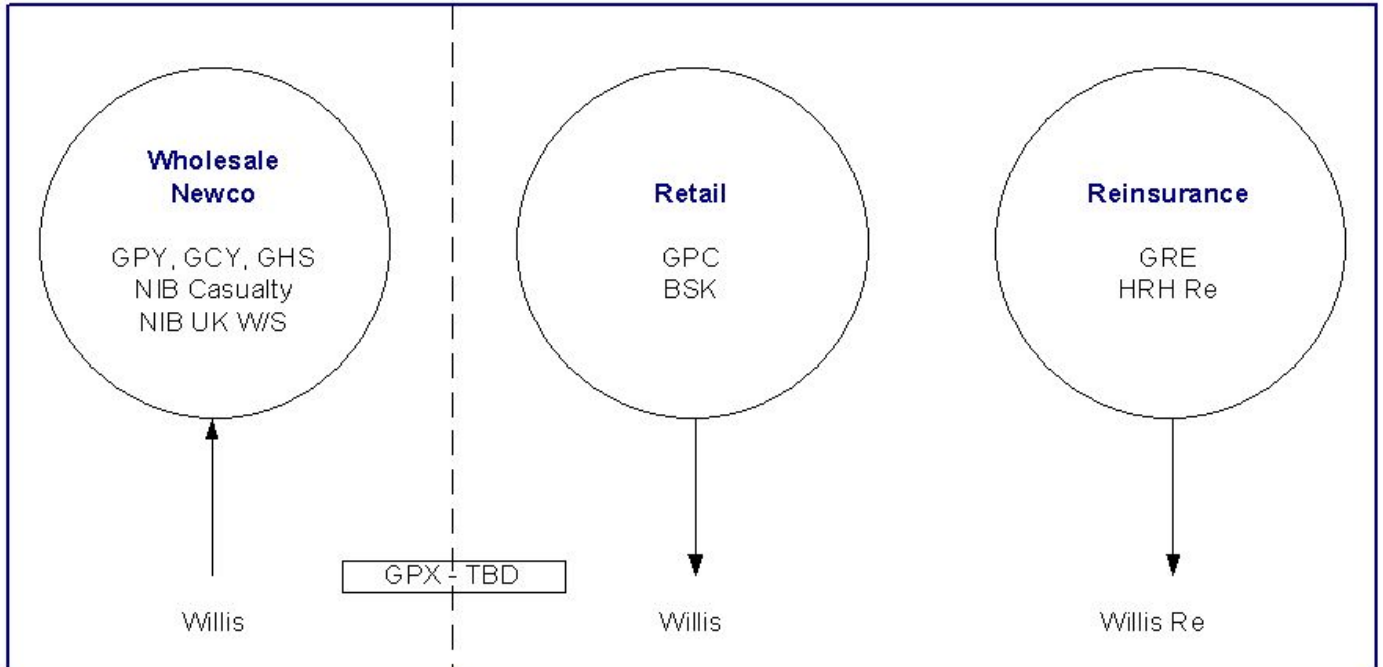 Wholesale
Newco
GPY, GCY, GHS
NIB Casualty
NIB UK W/S
Willis
GPX - TBD
Retail
GPC
BSK
Willis
Reinsurance
GRE
HRH Re
Willis Re